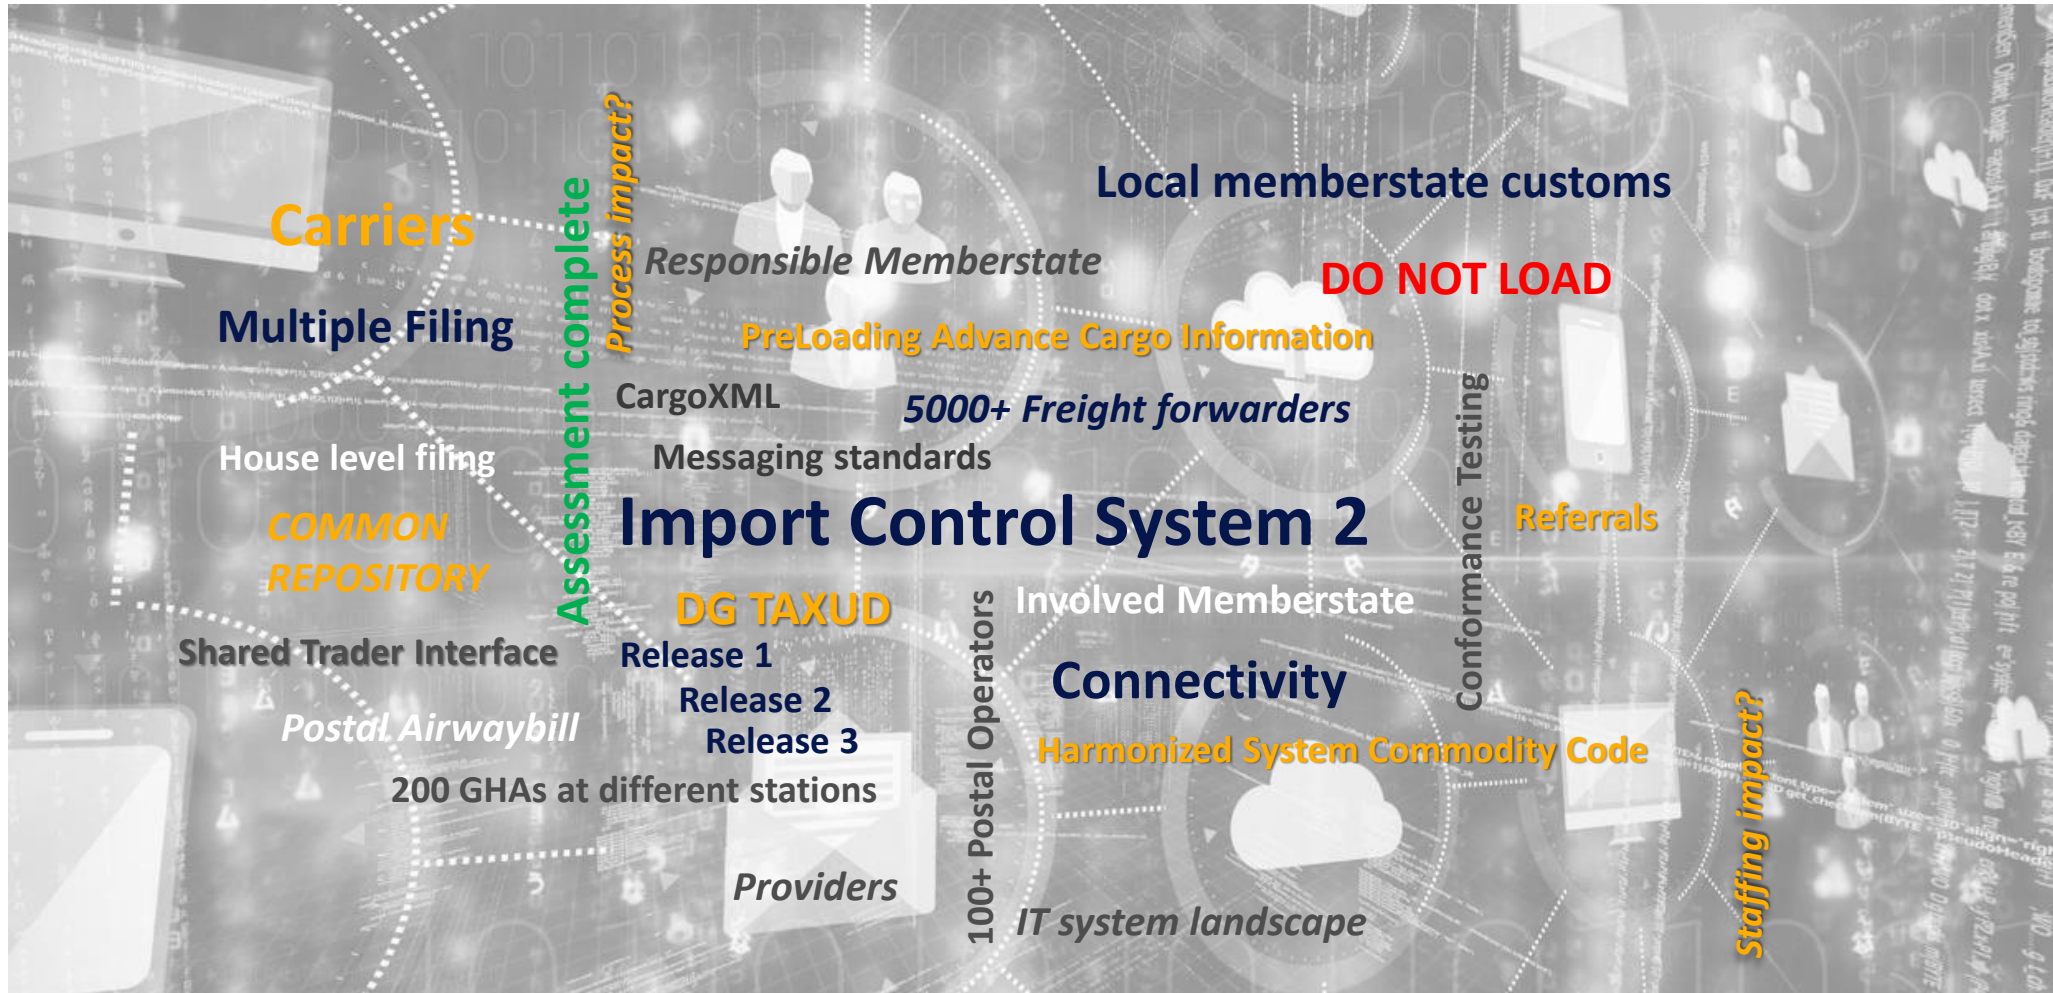 Process impact?
Local memberstate customs
Carriers
Assessment complete
Responsible Memberstate
DO NOT LOAD
Multiple Filing
PreLoading Advance Cargo Information
CargoXML
5000+ Freight forwarders
Conformance Testing
House level filing
Messaging standards
Import Control System 2
Referrals
COMMON
REPOSITORY
DG TAXUD
100+ Postal Operators
Involved Memberstate
Shared Trader Interface
Release 1
Connectivity
Release 2
Postal Airwaybill
Release 3
Harmonized System Commodity Code
Staffing impact?
200 GHAs at different stations
Providers
IT system landscape